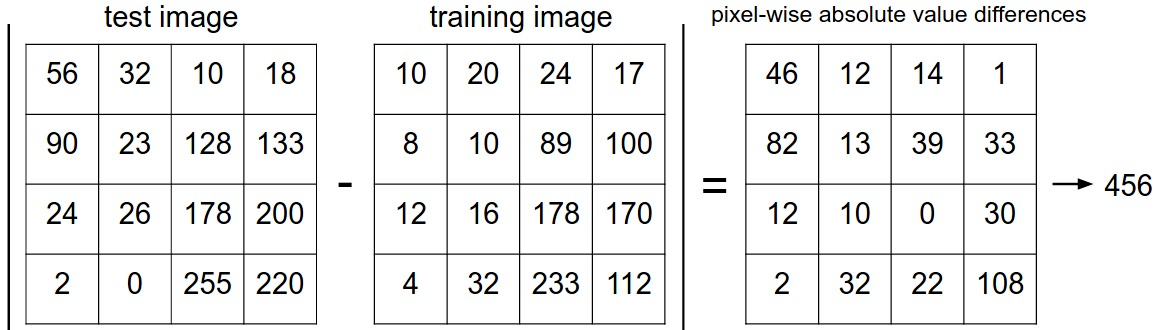 test image training image pixel-wise absolute value differences
56 32 10 18 10 20 24 17 46 12 14 1
90 23 128 133 8 10 89 100 82 13 39 33
- = → 456
24 26 178 200 12 16 178 170 12 10 0 30
2 0 255 220 4 32 233 112 2 32 22 108